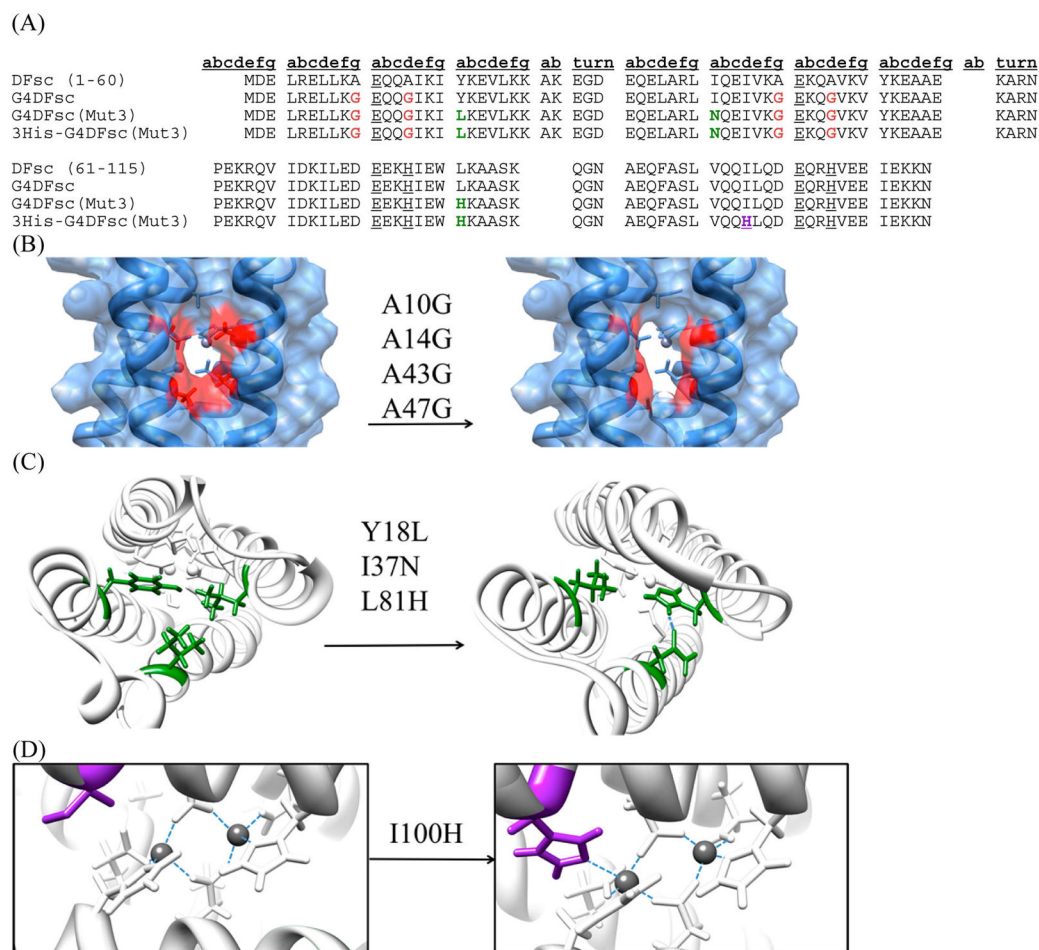 (A)
abcdefg abcdefg abcdefg abcdefg ab turn abcdefg abcdefg abcdefg abcdefg ab turn
DFsc (1-60) MDE LRELLKA EQQAIKI YKEVLKK AK EGD EQELARL IQEIVKA EKQAVKV YKEAAE KARN
G4DFsc MDE LRELLKG EQQGIKI YKEVLKK AK EGD EQELARL IQEIVKG EKQGVKV YKEAAE KARN
G4DFsc(Mut3) MDE LRELLKG EQQGIKI LKEVLKK AK EGD EQELARL NQEIVKG EKQGVKV YKEAAE KARN
3His-G4DFsc(Mut3) MDE LRELLKG EQQGIKI LKEVLKK AK EGD EQELARL NQEIVKG EKQGVKV YKEAAE KARN
DFsc (61-115) PEKRQV IDKILED EEKHIEW LKAASK QGN AEQFASL VQQILQD EQRHVEE IEKKN
G4DFsc PEKRQV IDKILED EEKHIEW LKAASK QGN AEQFASL VQQILQD EQRHVEE IEKKN
G4DFsc(Mut3) PEKRQV IDKILED EEKHIEW HKAASK QGN AEQFASL VQQILQD EQRHVEE IEKKN
3His-G4DFsc(Mut3) PEKRQV IDKILED EEKHIEW HKAASK QGN AEQFASL VQQHLQD EQRHVEE IEKKN
(B)
A10G
A14G
A43G
A47G
(C)
Y18L
I37N
L81H
(D)
I100H